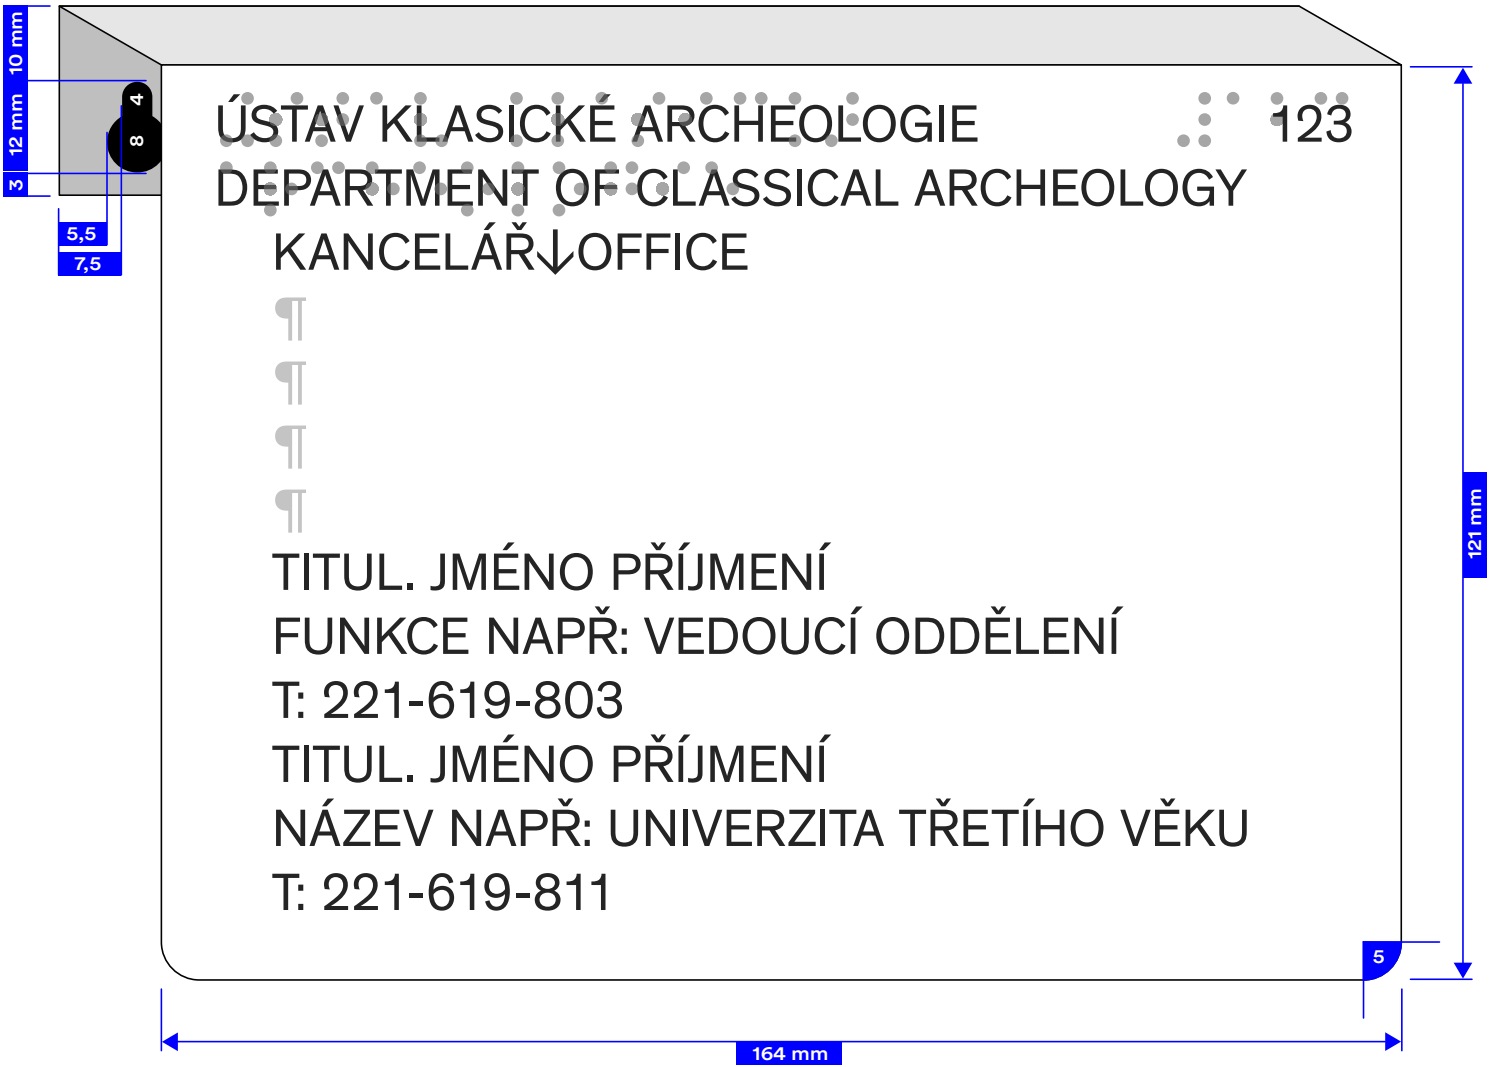 10 mm
12 mm
3
4
8
5,5
7,5
ÚSTAV KLASICKÉ ARCHEOLOGIE 123
DEPARTMENT OF CLASSICAL ARCHEOLOGY
KANCELÁŘ↓OFFICE
¶
¶
¶
¶
TITUL. JMÉNO PŘÍJMENÍ
FUNKCE NAPŘ: VEDOUCÍ ODDĚLENÍ
T: 221-619-803
TITUL. JMÉNO PŘÍJMENÍ
NÁZEV NAPŘ: UNIVERZITA TŘETÍHO VĚKU
T: 221-619-811
5
121 mm
164 mm